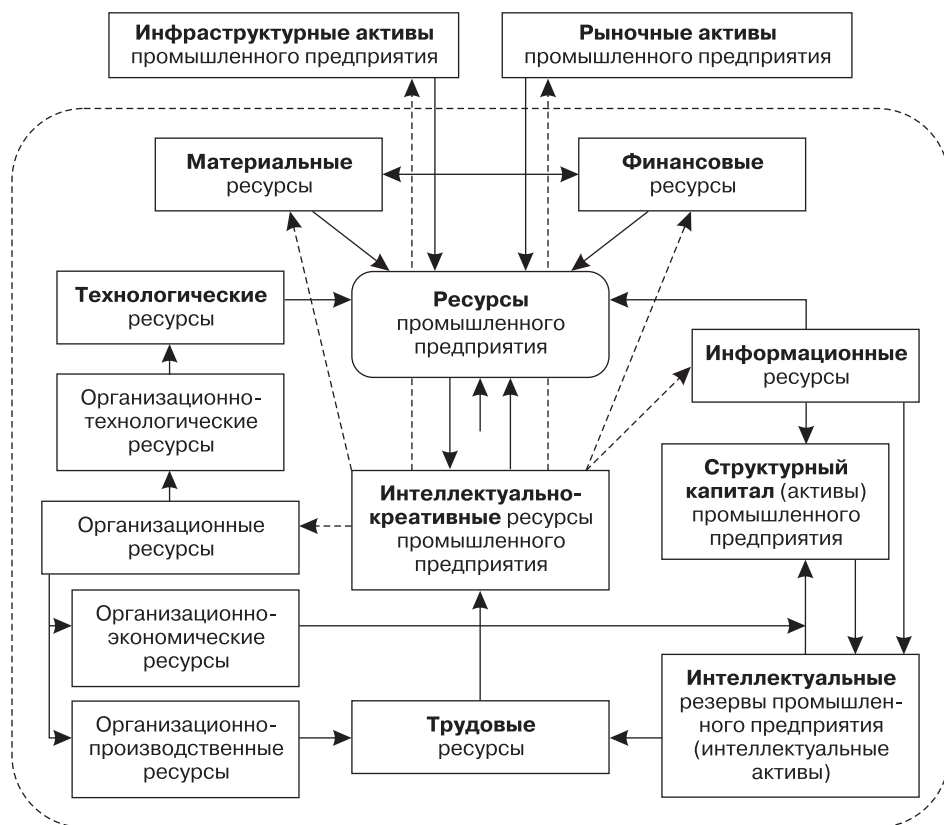 Инфраструктурные активы
промышленного предприятия
Рыночные активы
промышленного предприятия
Материальные
ресурсы
Финансовые
ресурсы
Технологические
ресурсы
Ресурсы
промышленного
предприятия
Информационные
ресурсы
Организационно-
технологические
ресурсы
Интеллектуально-
креативные ресурсы
промышленного
предприятия
Структурный
капитал (активы)
промышленного
предприятия
Организационные
ресурсы
Организационно-
экономические
ресурсы
Организационно-
производственные
ресурсы
Трудовые
ресурсы
Интеллектуальные
резервы промышлен-
ного предприятия
(интеллектуальные
активы)